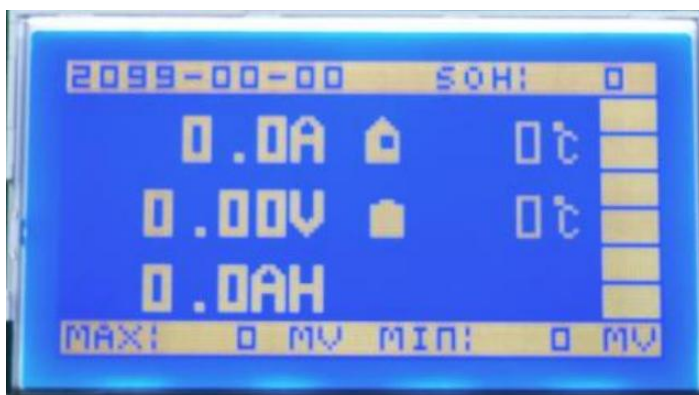 2099-00-00 SOH: 0
0.0A 0℃
0.00V 0℃
0.0AH
MAX: 0 MV MIN: 0 MV